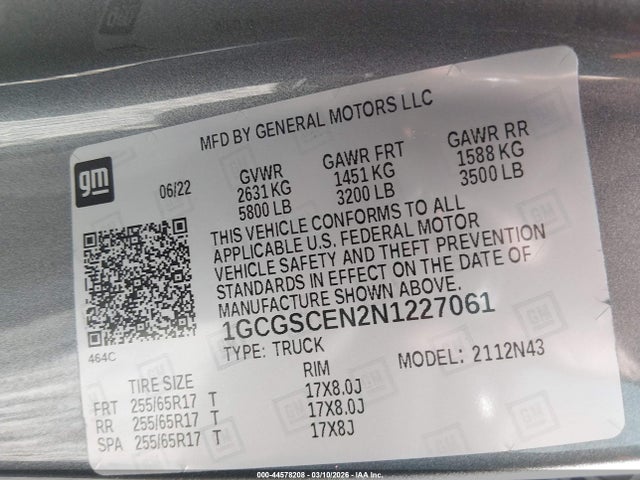 MFD BY GENERAL MOTORS LLC
gm
06/22
GVWR GAWR FRT GAWR RR
2631 KG 1451 KG 1588 KG
5800 LB 3200 LB 3500 LB
THIS VEHICLE CONFORMS TO ALL
APPLICABLE U.S. FEDERAL MOTOR
VEHICLE SAFETY AND THEFT PREVENTION
STANDARDS IN EFFECT ON THE DATE OF
MANUFACTURE SHOWN ABOVE.
1GCGSCEN2N1227061
464C
TYPE: TRUCK MODEL: 2112N43
TIRE SIZE RIM
FRT 255/65R17 T 17X8.0J
RR 255/65R17 T 17X8.0J
SPA 255/65R17 T 17X8J
000-44578208 - 03/10/2026 - IAA Inc.